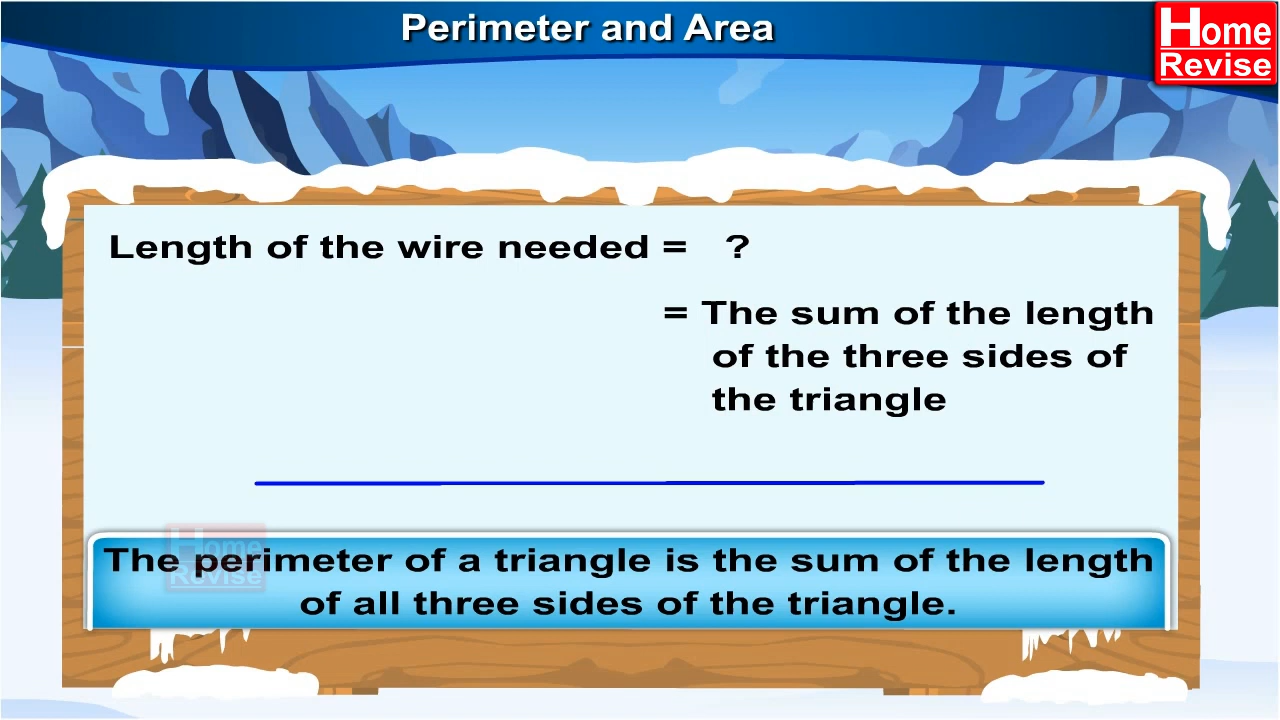 Perimeter and Area
Home
Revise
Length of the wire needed = ?
= The sum of the length
of the three sides of
the triangle
Home
Revise
The perimeter of a triangle is the sum of the length
of all three sides of the triangle.